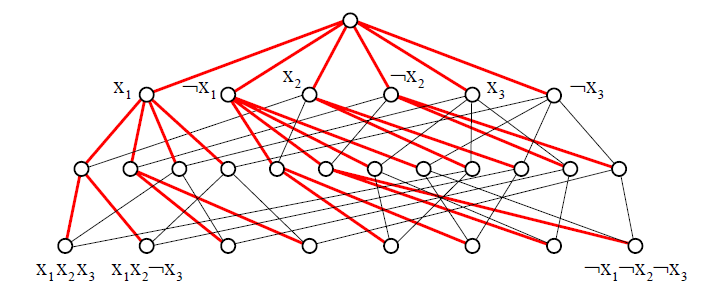 x₁ ¬x₁ x₂ ¬x₂ x₃ ¬x₃
x₁x₂x₃ x₁x₂¬x₃ ¬x₁¬x₂¬x₃